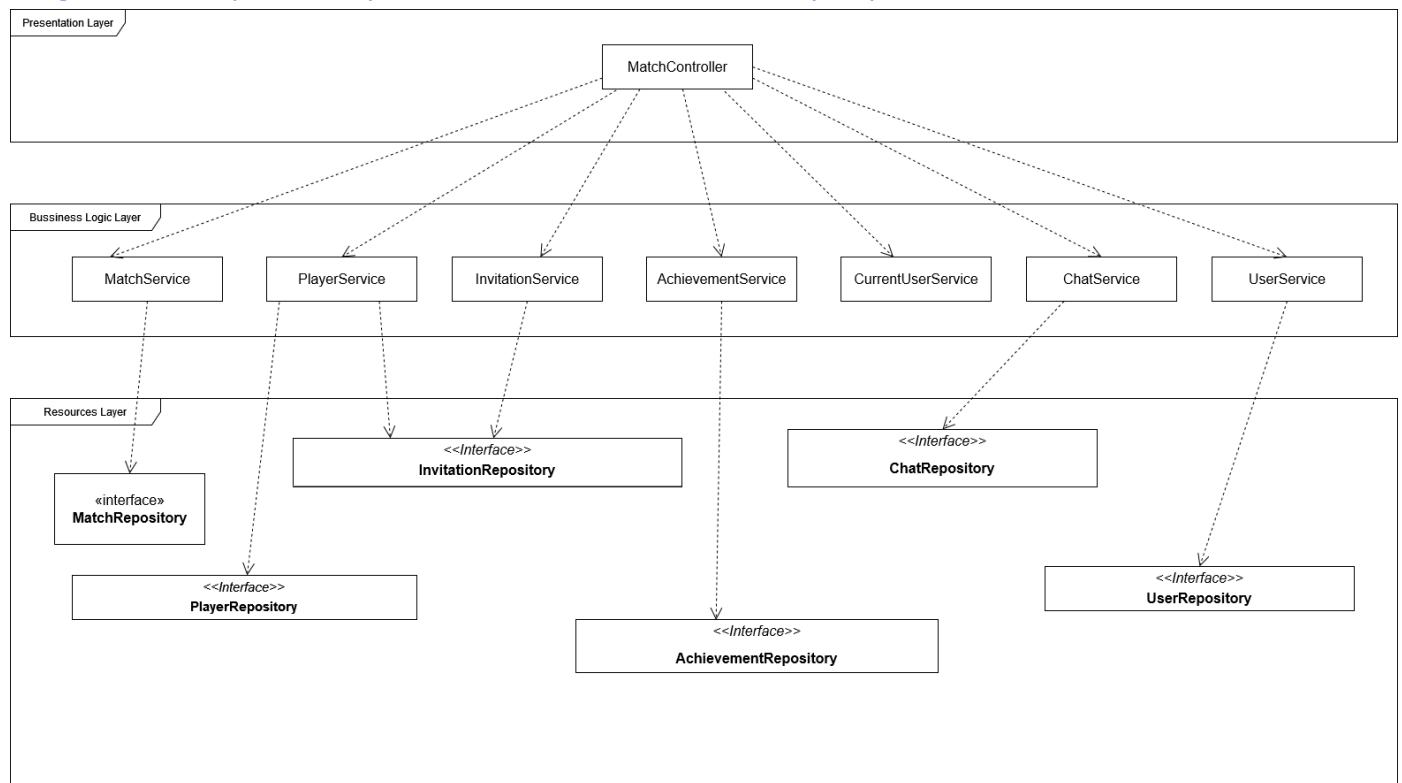 Presentation Layer
MatchController
Bussiness Logic Layer
MatchService
PlayerService
InvitationService
AchievementService
CurrentUserService
ChatService
UserService
Resources Layer
<<Interface>>
InvitationRepository
<<Interface>>
ChatRepository
«interface»
MatchRepository
<<Interface>>
PlayerRepository
<<Interface>>
UserRepository
<<Interface>>
AchievementRepository